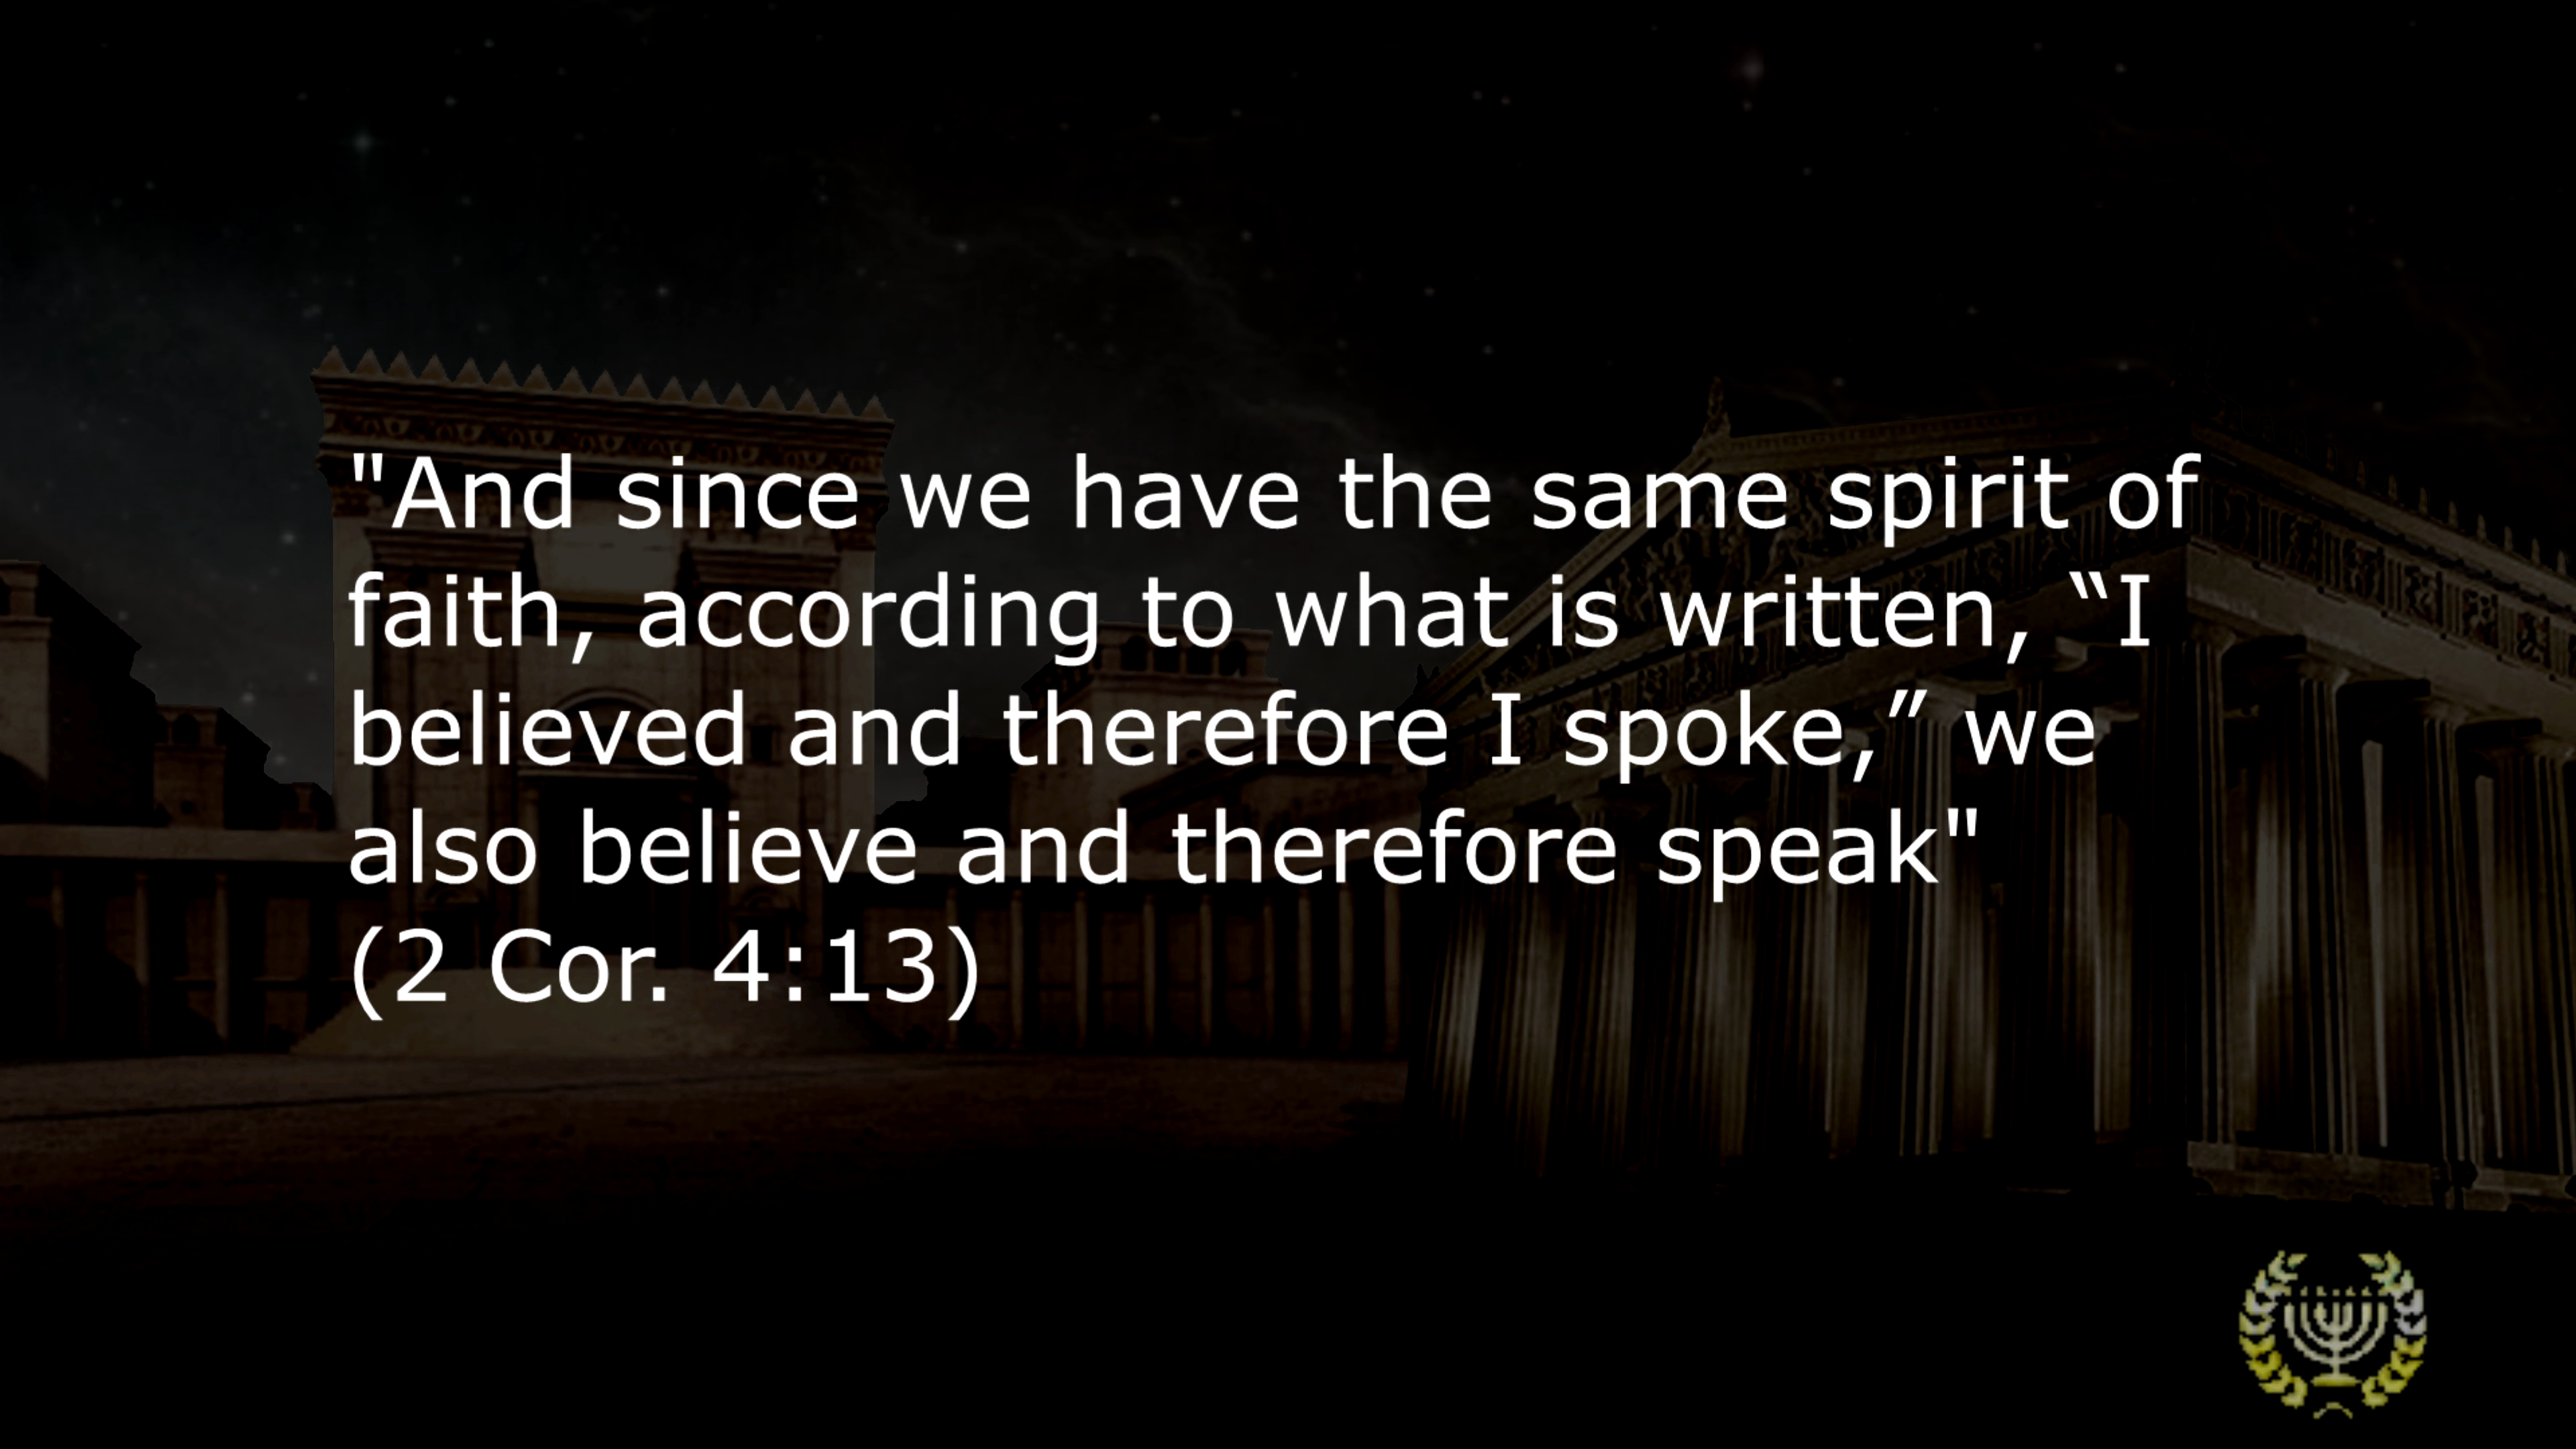 "And since we have the same spirit of
faith, according to what is written, “I
believed and therefore I spoke,” we
also believe and therefore speak"
(2 Cor. 4:13)